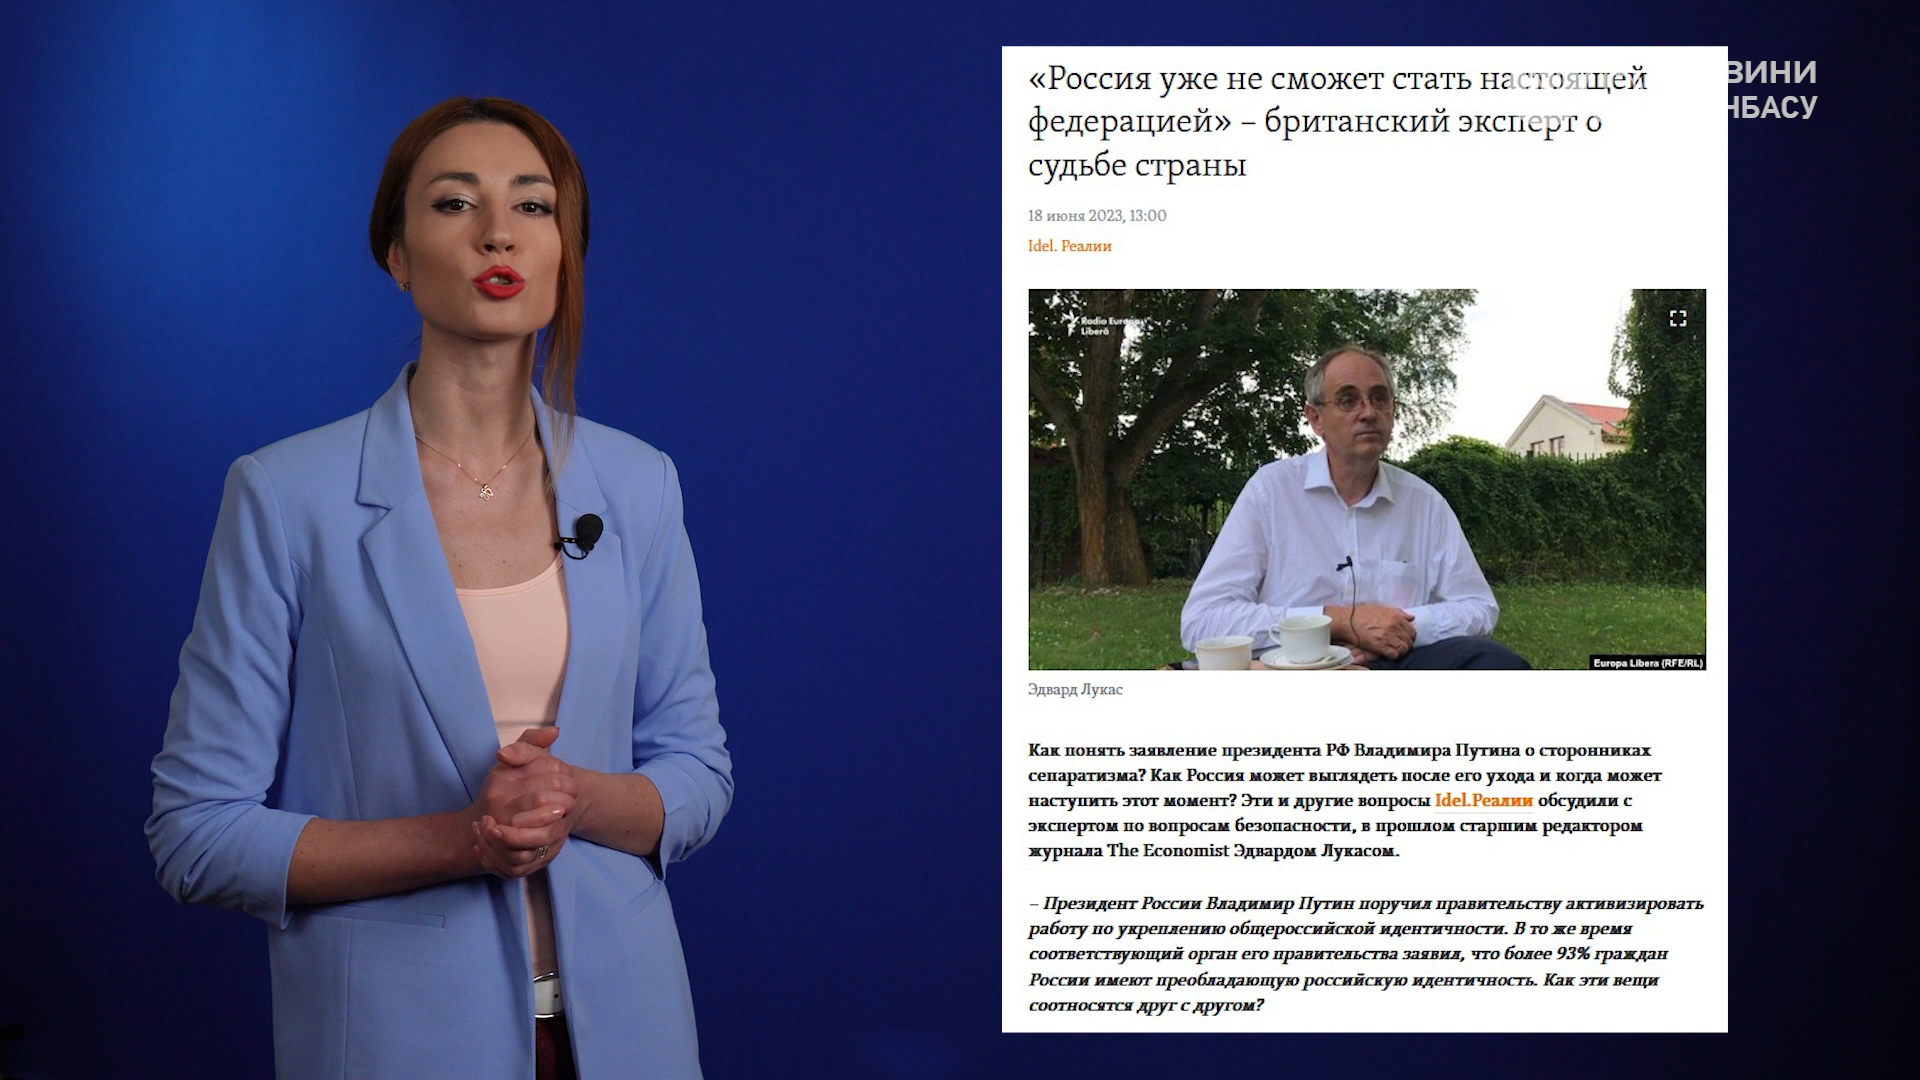 «Россия уже не сможет стать настоящей
федерацией» – британский эксперт о
судьбе страны
ВИНИ
НБАСУ
18 июня 2023, 13:00
Idel. Реалии
Radio Europa
Liberă
Europa Libera (RFE/RL)
Эдвард Лукас
Как понять заявление президента РФ Владимира Путина о сторонниках
сепаратизма? Как Россия может выглядеть после его ухода и когда может
наступить этот момент? Эти и другие вопросы Idel.Реалии обсудили с
экспертом по вопросам безопасности, в прошлом старшим редактором
журнала The Economist Эдвардом Лукасом.
– Президент России Владимир Путин поручил правительству активизировать
работу по укреплению общероссийской идентичности. В то же время
соответствующий орган его правительства заявил, что более 93% граждан
России имеют преобладающую российскую идентичность. Как эти вещи
соотносятся друг с другом?